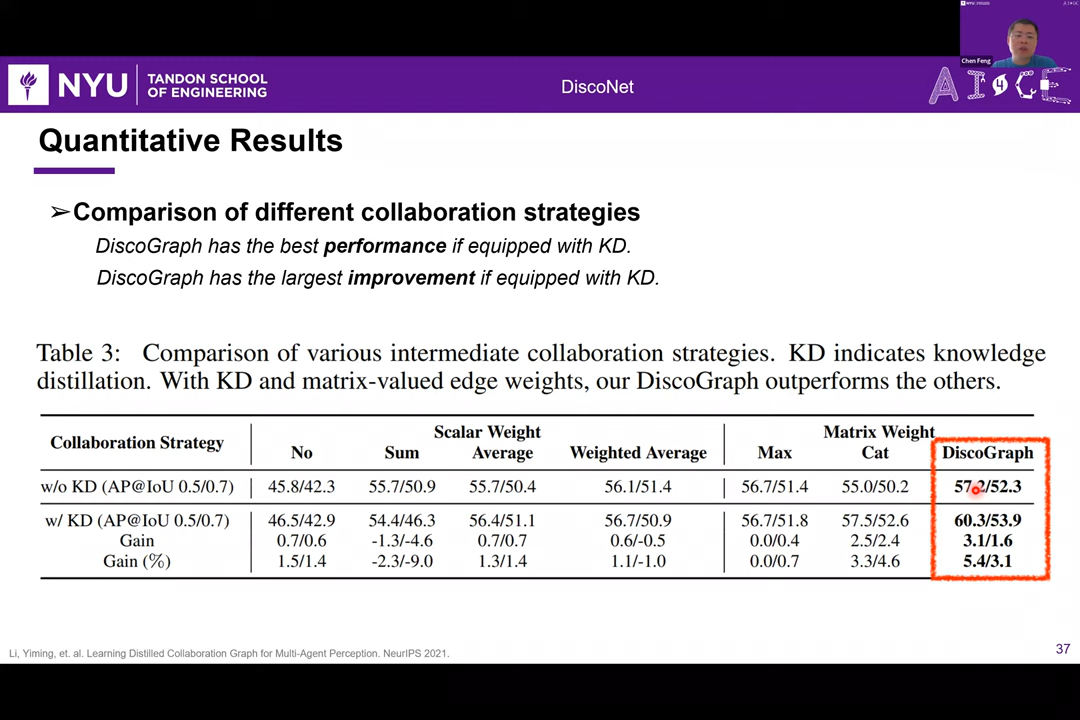 NYU
TANDON SCHOOL
OF ENGINEERING
DiscoNet
Chen Feng
AI4CE
Quantitative Results
➢Comparison of different collaboration strategies
DiscoGraph has the best performance if equipped with KD.
DiscoGraph has the largest improvement if equipped with KD.
Table 3: Comparison of various intermediate collaboration strategies. KD indicates knowledge
distillation. With KD and matrix-valued edge weights, our DiscoGraph outperforms the others.
Collaboration Strategy Scalar Weight Matrix Weight
No Sum Average Weighted Average Max Cat DiscoGraph
w/o KD (AP@IoU 0.5/0.7) 45.8/42.3 55.7/50.9 55.7/50.4 56.1/51.4 56.7/51.4 55.0/50.2 57.2/52.3
w/ KD (AP@IoU 0.5/0.7) 46.5/42.9 54.4/46.3 56.4/51.1 56.7/50.9 56.7/51.8 57.5/52.6 60.3/53.9
Gain 0.7/0.6 -1.3/-4.6 0.7/0.7 0.6/-0.5 0.0/0.4 2.5/2.4 3.1/1.6
Gain (%) 1.5/1.4 -2.3/-9.0 1.3/1.4 1.1/-1.0 0.0/0.7 3.3/4.6 5.4/3.1
Li, Yiming, et. al. Learning Distilled Collaboration Graph for Multi-Agent Perception. NeurIPS 2021.
37